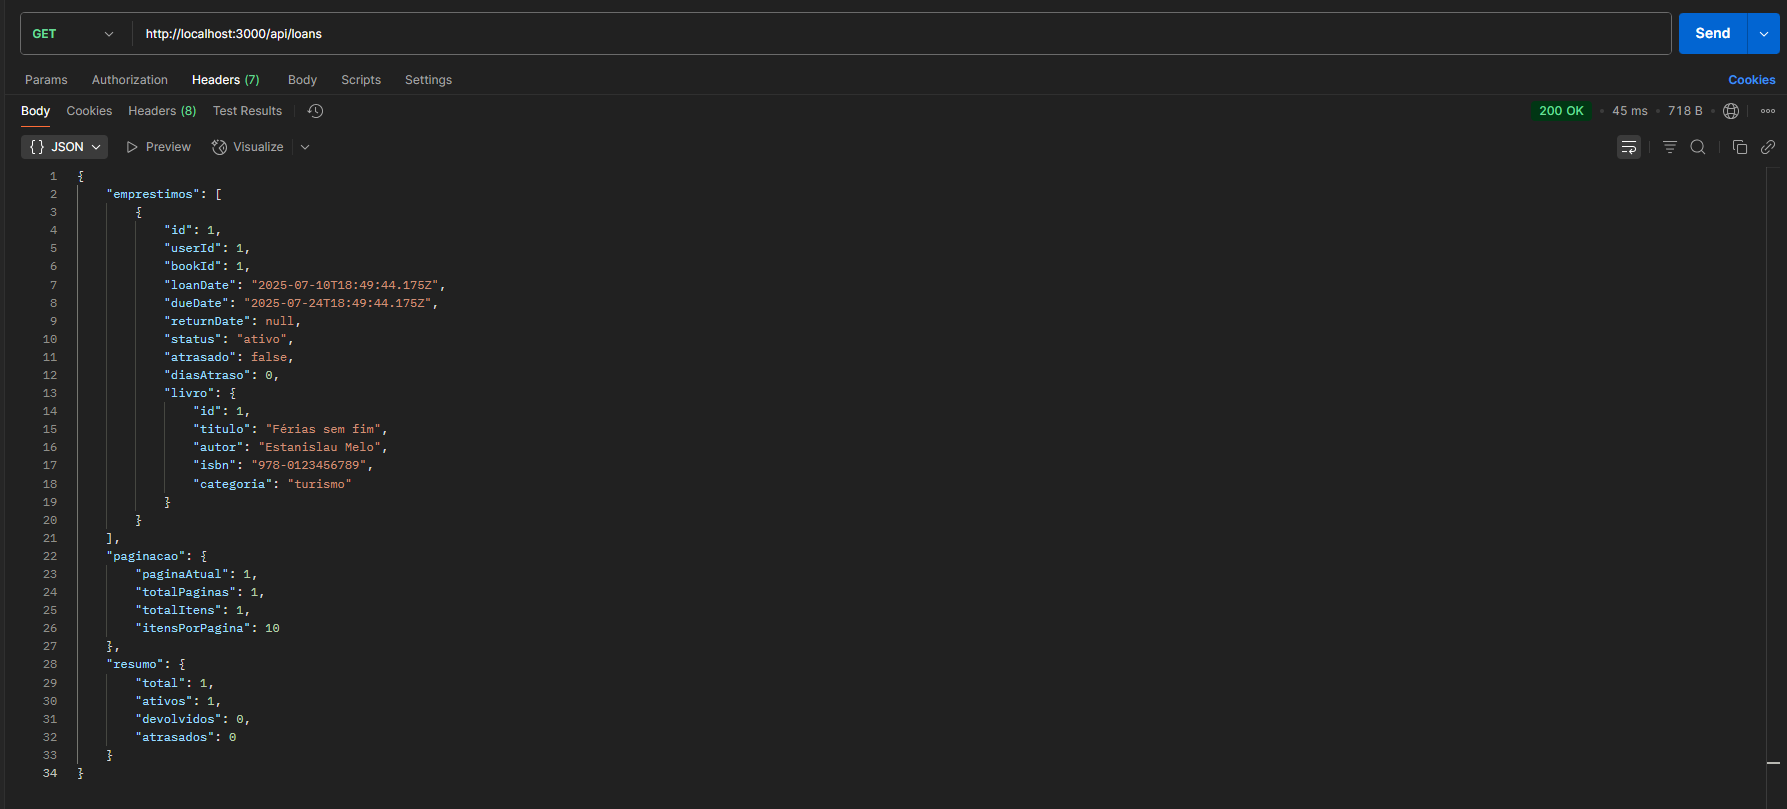 GET http://localhost:3000/api/loans Send
Params Authorization Headers (7) Body Scripts Settings Cookies
Body Cookies Headers (8) Test Results 200 OK 45 ms 718 B
{} JSON Preview Visualize
1 {
2 "emprestimos": [
3 {
4 "id": 1,
5 "userId": 1,
6 "bookId": 1,
7 "loanDate": "2025-07-10T18:49:44.175Z",
8 "dueDate": "2025-07-24T18:49:44.175Z",
9 "returnDate": null,
10 "status": "ativo",
11 "atrasado": false,
12 "diasAtraso": 0,
13 "livro": {
14 "id": 1,
15 "titulo": "Férias sem fim",
16 "autor": "Estanislau Melo",
17 "isbn": "978-0123456789",
18 "categoria": "turismo"
19 }
20 }
21 ],
22 "paginacao": {
23 "paginaAtual": 1,
24 "totalPaginas": 1,
25 "totalItens": 1,
26 "itensPorPagina": 10
27 },
28 "resumo": {
29 "total": 1,
30 "ativos": 1,
31 "devolvidos": 0,
32 "atrasados": 0
33 }
34 }